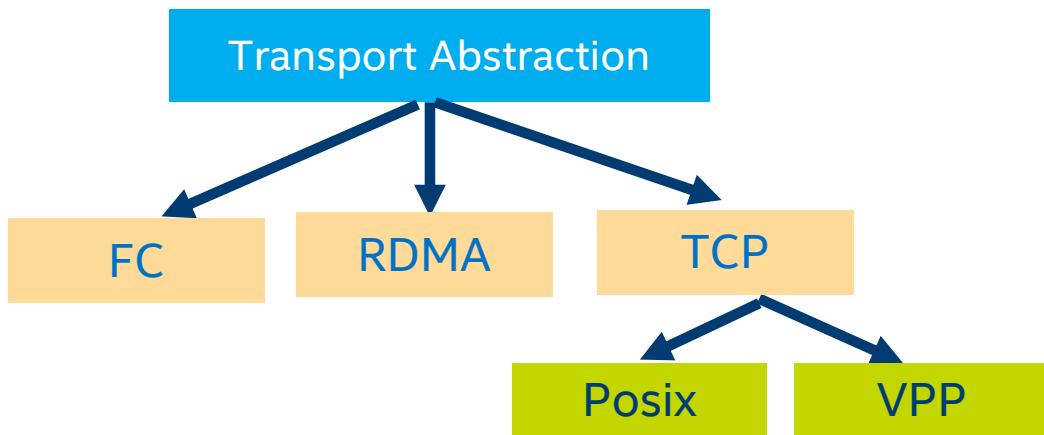 Transport Abstraction
FC
RDMA
TCP
Posix
VPP